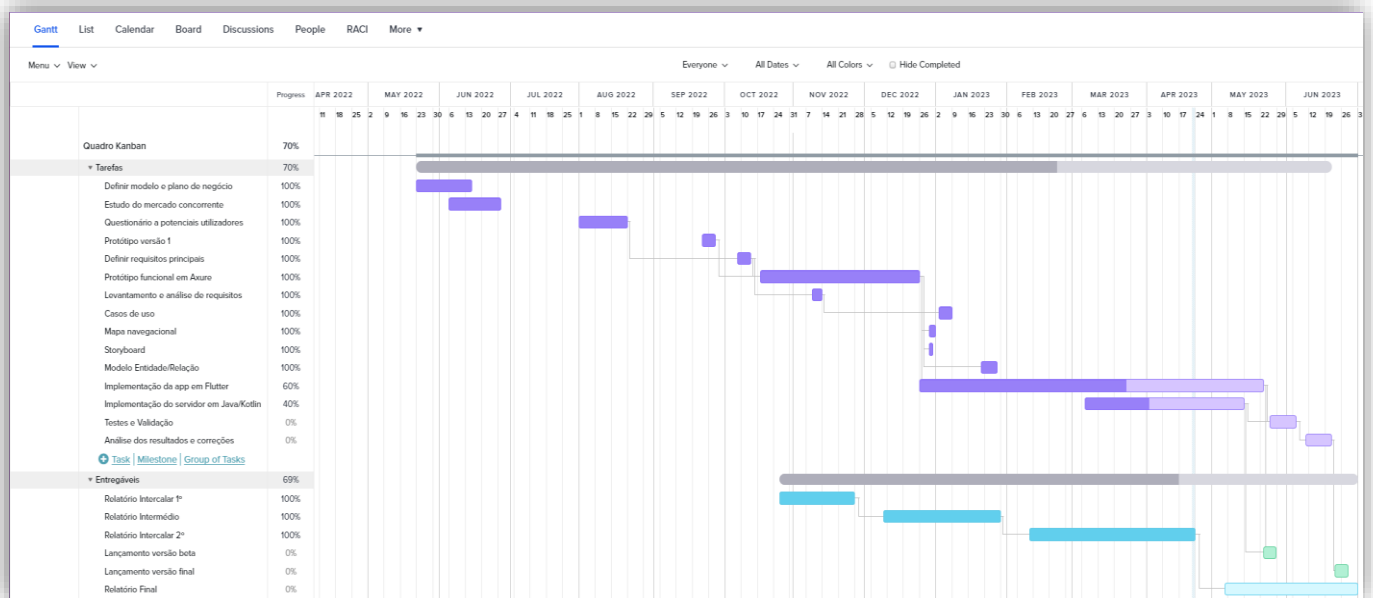 Gantt List Calendar Board Discussions People RACI More ▼
Menu View Everyone All Dates All Colors Hide Completed
Progress APR 2022 MAY 2022 JUN 2022 JUL 2022 AUG 2022 SEP 2022 OCT 2022 NOV 2022 DEC 2022 JAN 2023 FEB 2023 MAR 2023 APR 2023 MAY 2023 JUN 2023
11 18 25 2 9 16 23 30 6 13 20 27 4 11 18 25 1 8 15 22 29 5 12 19 26 3 10 17 24 31 7 14 21 28 5 12 19 26 2 9 16 23 30 6 13 20 27 6 13 20 27 3 10 17 24 1 8 15 22 29 5 12 19 26 3
Quadro Kanban 70%
Tarefas 70%
Definir modelo e plano de negócio 100%
Estudo do mercado concorrente 100%
Questionário a potenciais utilizadores 100%
Protótipo versão 1 100%
Definir requisitos principais 100%
Protótipo funcional em Axure 100%
Levantamento e análise de requisitos 100%
Casos de uso 100%
Mapa navegacional 100%
Storyboard 100%
Modelo Entidade/Relação 100%
Implementação da app em Flutter 60%
Implementação do servidor em Java/Kotlin 40%
Testes e Validação 0%
Análise dos resultados e correções 0%
Task | Milestone | Group of Tasks
Entregáveis 69%
Relatório Intercalar 1º 100%
Relatório Intermédio 100%
Relatório Intercalar 2º 100%
Lançamento versão beta 0%
Lançamento versão final 0%
Relatório Final 0%